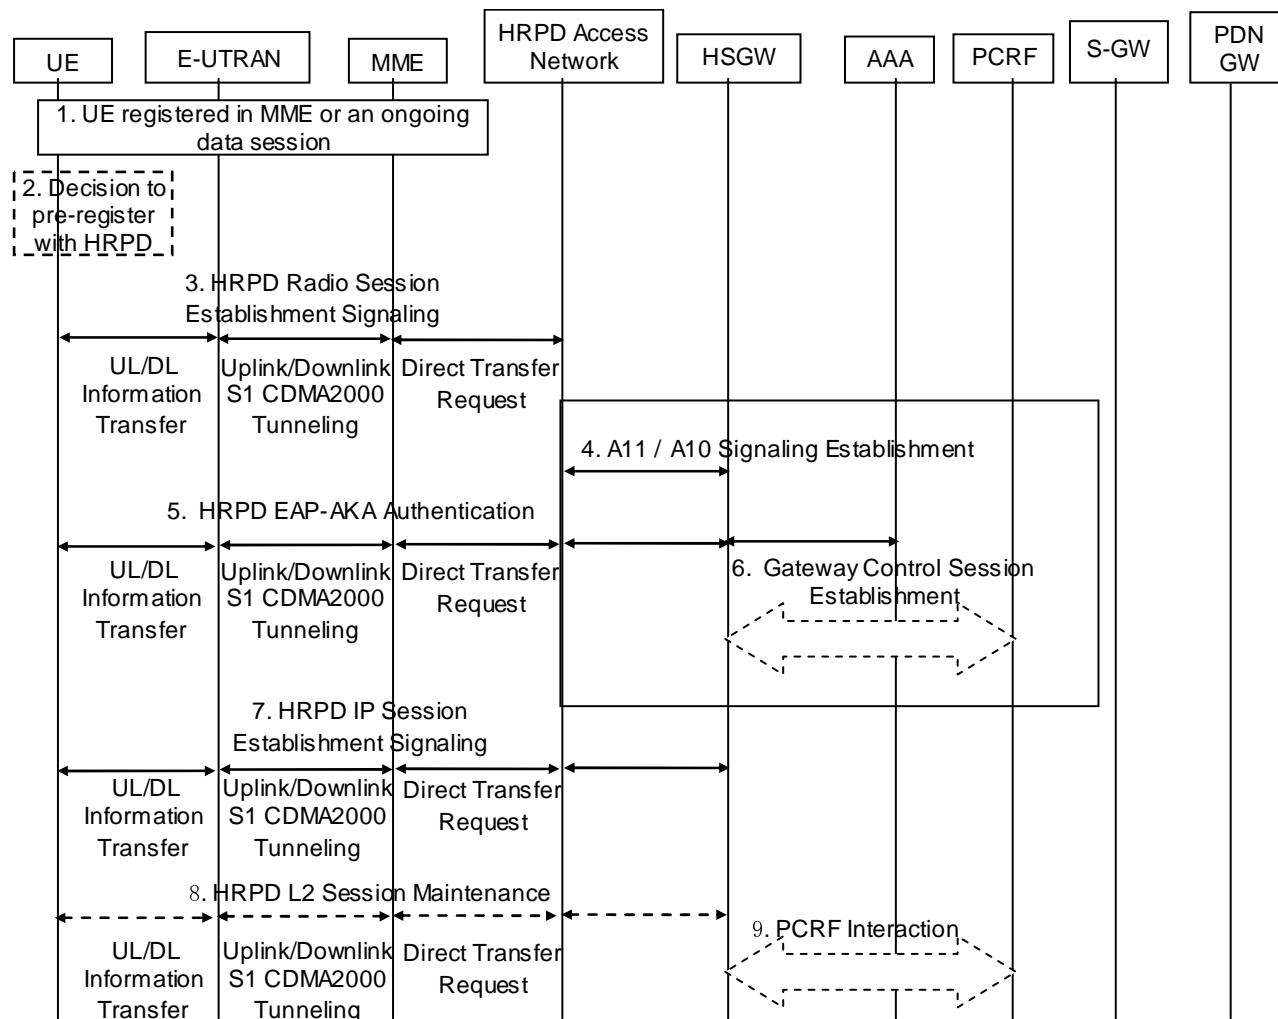 UE
E-UTRAN
MME
HRPD Access
Network
HSGW
AAA
PCRF
S-GW
PDN
GW
1. UE registered in MME or an ongoing
data session
2. Decision to
pre-register
with HRPD
3. HRPD Radio Session
Establishment Signaling
UL/DL
Information
Transfer
Uplink/Downlink
S1 CDMA2000
Tunneling
Direct Transfer
Request
4. A11 / A10 Signaling Establishment
5. HRPD EAP-AKA Authentication
UL/DL
Information
Transfer
Uplink/Downlink
S1 CDMA2000
Tunneling
Direct Transfer
Request
6. Gateway Control Session
Establishment
7. HRPD IP Session
Establishment Signaling
UL/DL
Information
Transfer
Uplink/Downlink
S1 CDMA2000
Tunneling
Direct Transfer
Request
8. HRPD L2 Session Maintenance
UL/DL
Information
Transfer
Uplink/Downlink
S1 CDMA2000
Tunneling
Direct Transfer
Request
9. PCRF Interaction